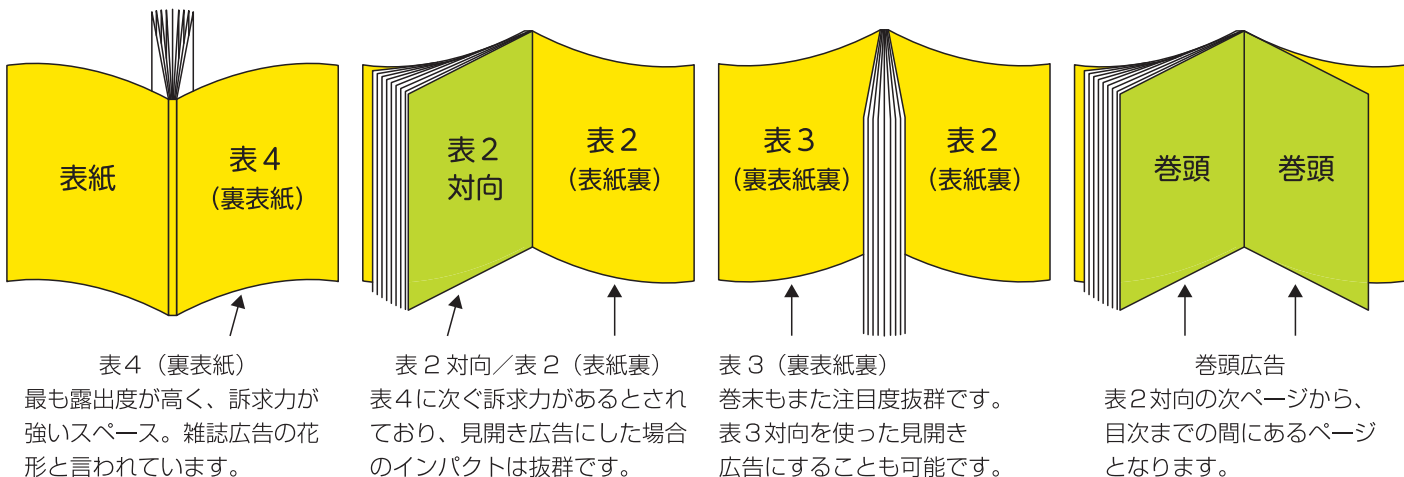 表紙
表4
（裏表紙）
表2
対向
表2
（表紙裏）
表3
（裏表紙裏）
表2
（表紙裏）
巻頭
巻頭
表4（裏表紙）
最も露出度が高く、訴求力が
強いスペース。雑誌広告の花
形と言われています。
表2対向／表2（表紙裏）
表4に次ぐ訴求力があるとされ
ており、見開き広告にした場合
のインパクトは抜群です。
表3（裏表紙裏）
巻末もまた注目度抜群です。
表3対向を使った見開き
広告にすることも可能です。
巻頭広告
表2対向の次ページから、
目次までの間にあるページ
となります。